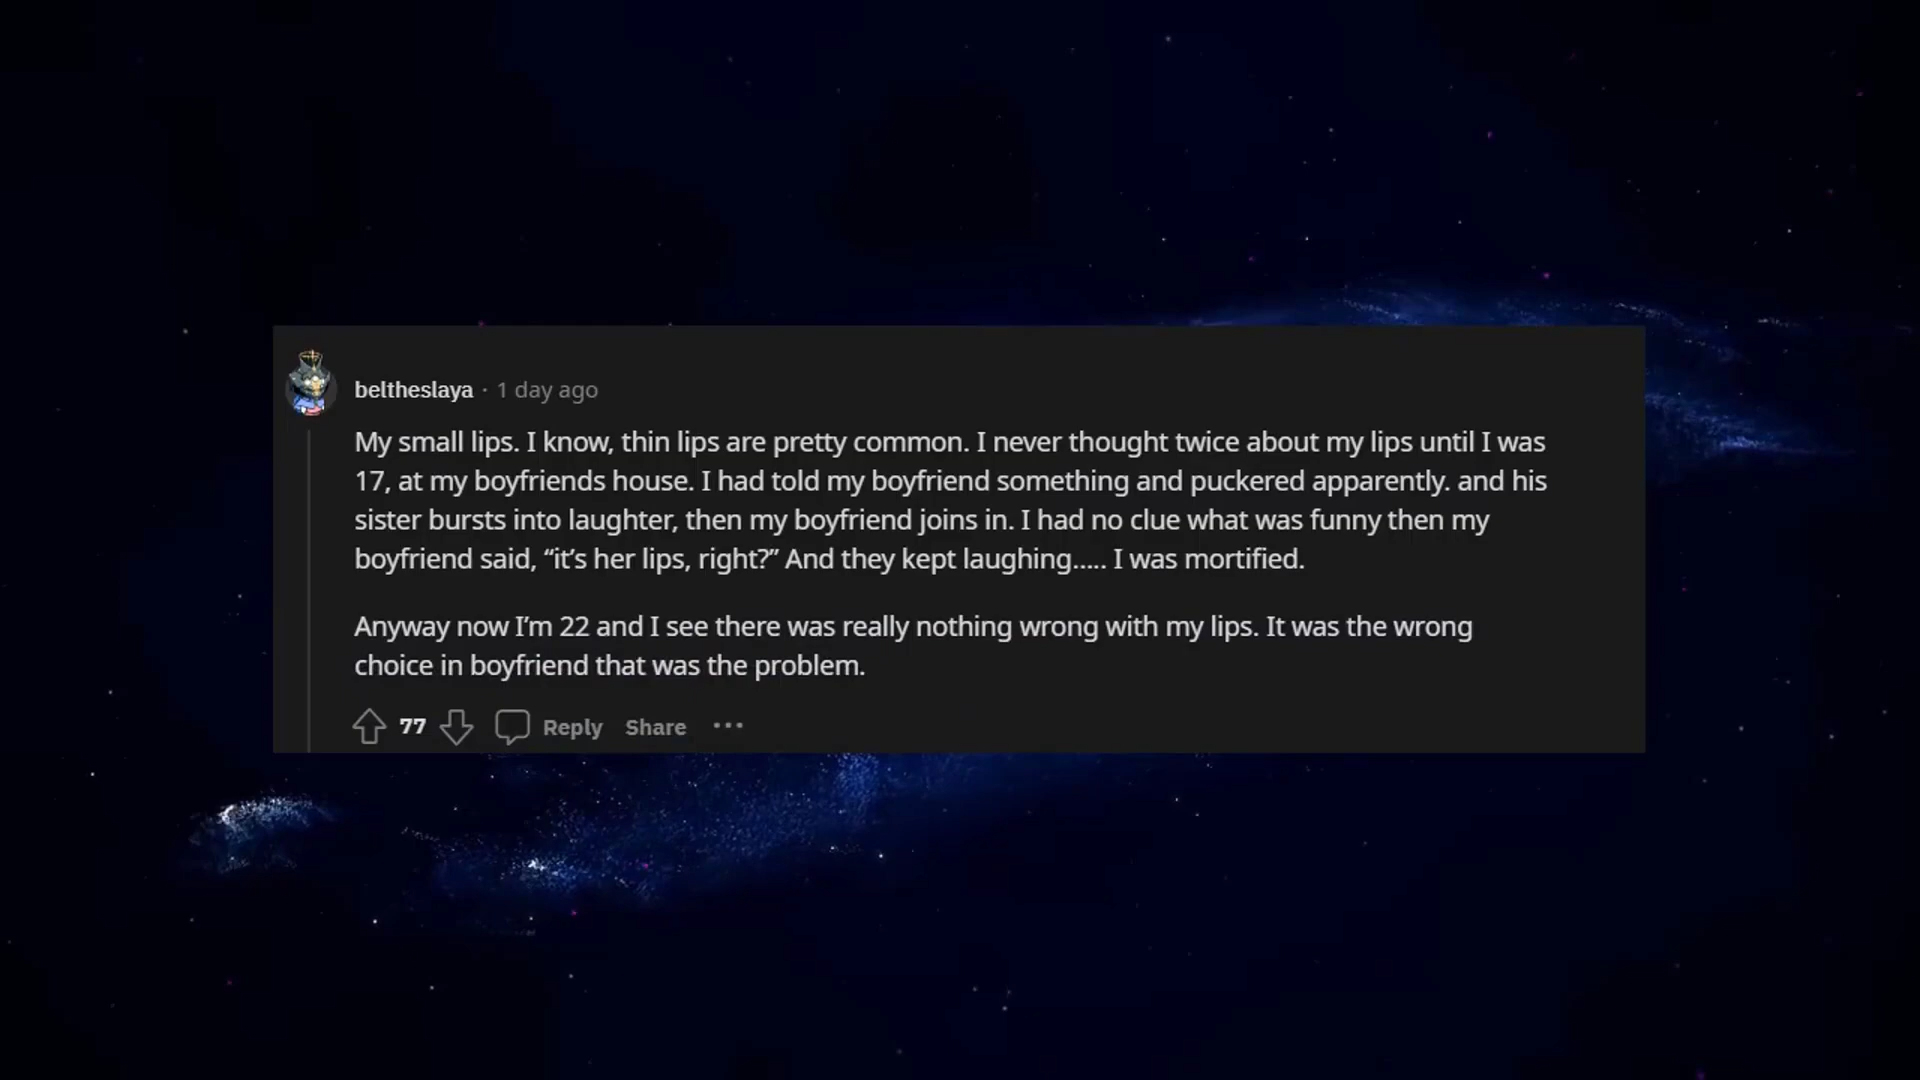 beltheslaya · 1 day ago
My small lips. I know, thin lips are pretty common. I never thought twice about my lips until I was
17, at my boyfriends house. I had told my boyfriend something and puckered apparently. and his
sister bursts into laughter, then my boyfriend joins in. I had no clue what was funny then my
boyfriend said, “it’s her lips, right?” And they kept laughing..... I was mortified.
Anyway now I’m 22 and I see there was really nothing wrong with my lips. It was the wrong
choice in boyfriend that was the problem.
77 Reply Share ···